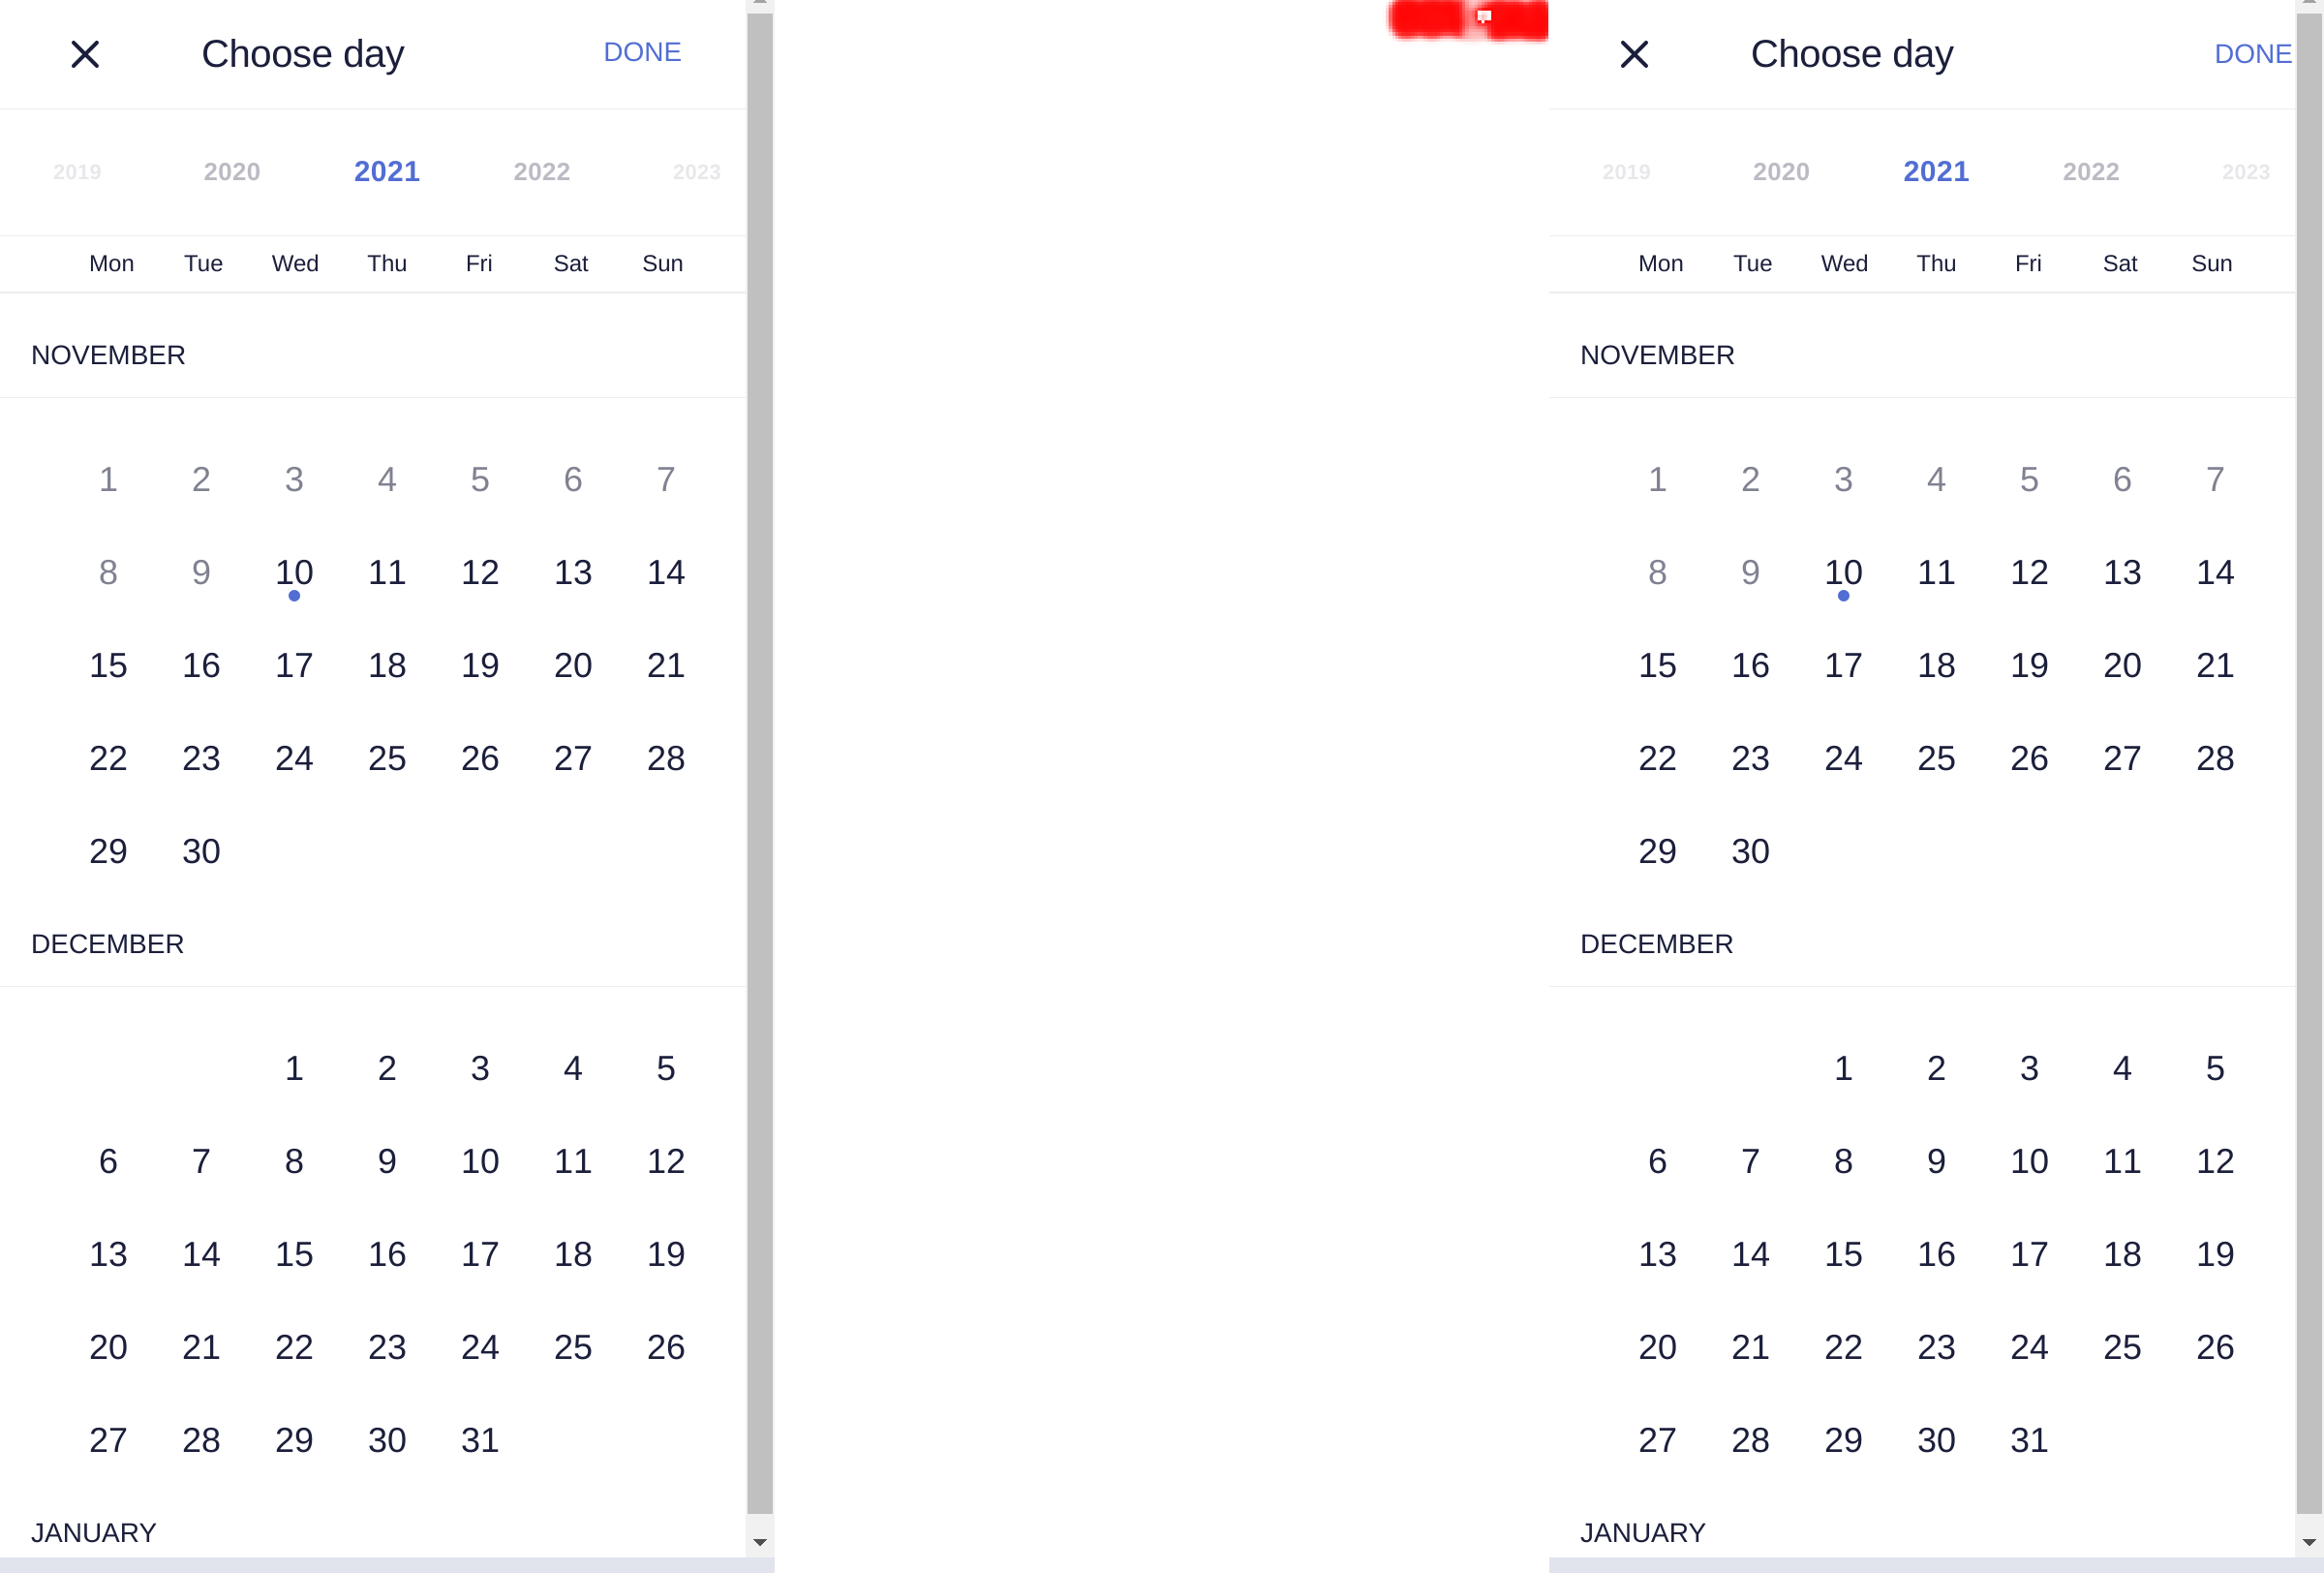 Choose day DONE
2019 2020 2021 2022 2023
Mon Tue Wed Thu Fri Sat Sun
NOVEMBER
1 2 3 4 5 6 7
8 9 10 11 12 13 14
15 16 17 18 19 20 21
22 23 24 25 26 27 28
29 30
DECEMBER
1 2 3 4 5
6 7 8 9 10 11 12
13 14 15 16 17 18 19
20 21 22 23 24 25 26
27 28 29 30 31
JANUARY
Choose day DONE
2019 2020 2021 2022 2023
Mon Tue Wed Thu Fri Sat Sun
NOVEMBER
1 2 3 4 5 6 7
8 9 10 11 12 13 14
15 16 17 18 19 20 21
22 23 24 25 26 27 28
29 30
DECEMBER
1 2 3 4 5
6 7 8 9 10 11 12
13 14 15 16 17 18 19
20 21 22 23 24 25 26
27 28 29 30 31
JANUARY